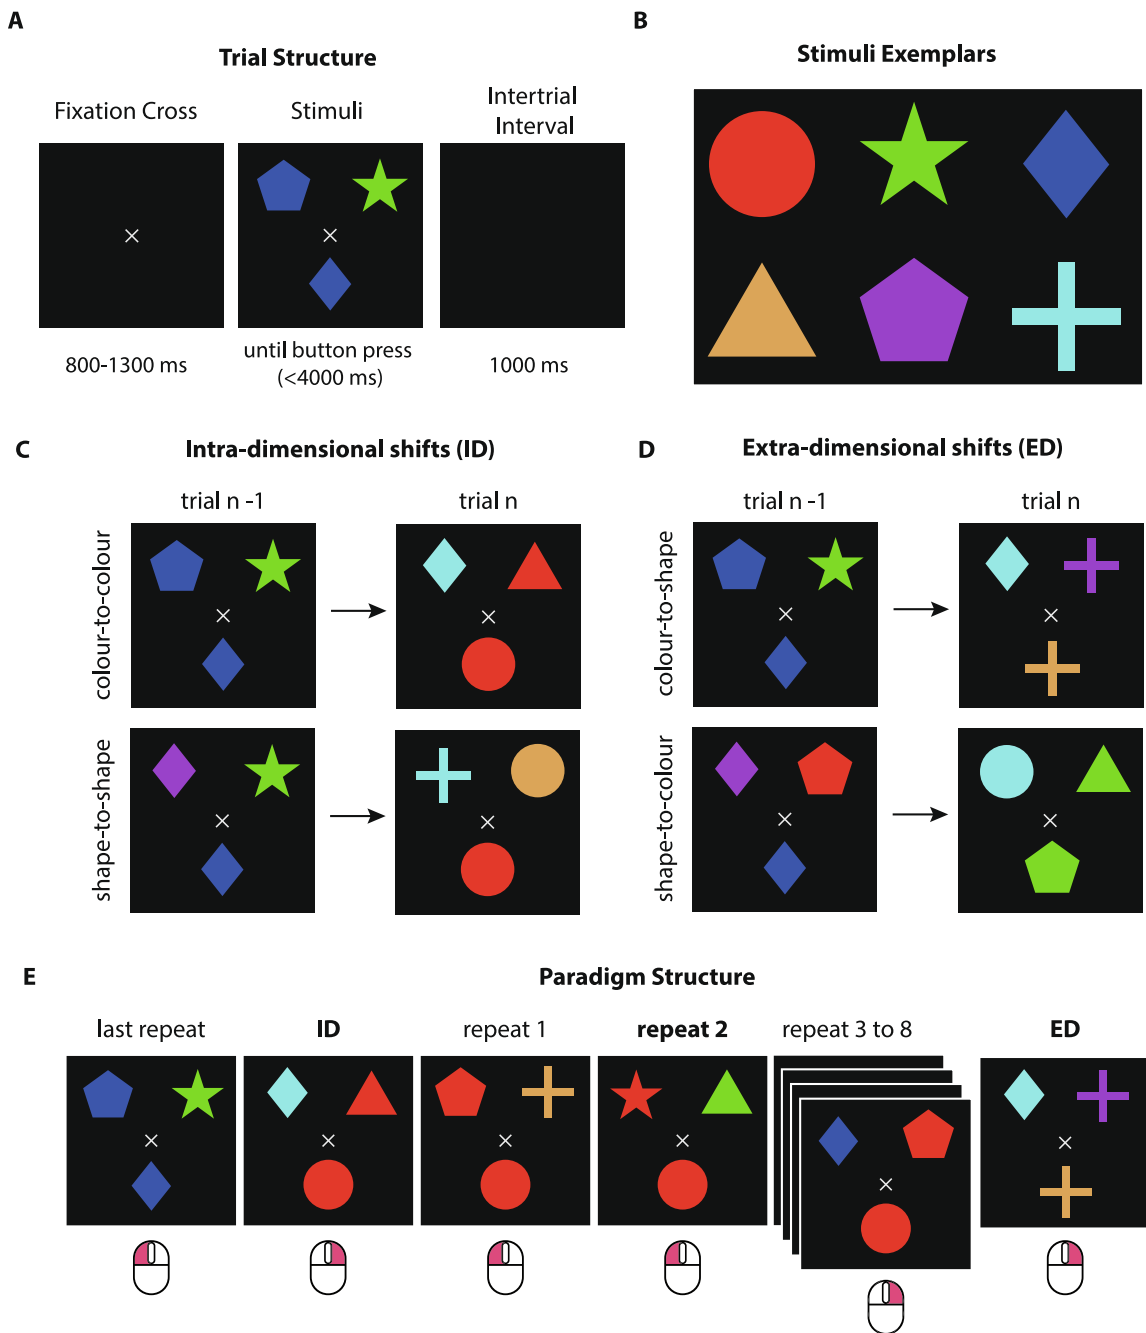 A
Trial Structure
Fixation Cross
Stimuli
Intertrial
Interval
800-1300 ms
until button press
(<4000 ms)
1000 ms
B
Stimuli Exemplars
C
Intra-dimensional shifts (ID)
trial n -1
trial n
colour-to-colour
shape-to-shape
D
Extra-dimensional shifts (ED)
trial n -1
trial n
colour-to-shape
shape-to-colour
E
Paradigm Structure
last repeat
ID
repeat 1
repeat 2
repeat 3 to 8
ED